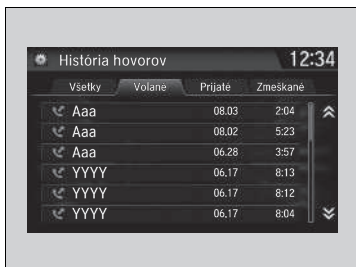 História hovorov 12:34
Všetky Volané Prijaté Zmeškané
Aaa 08.03 2:04
Aaa 08.02 5:23
Aaa 06.28 3:57
YYYY 06.17 8:13
YYYY 06.17 8:12
YYYY 06.17 8:04